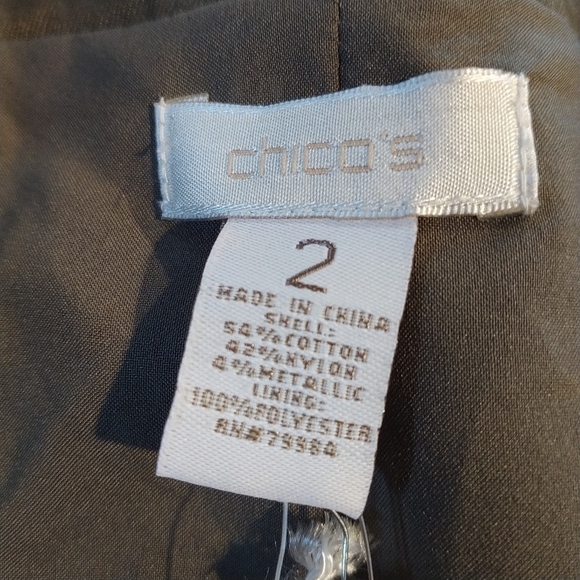 chico's
2
MADE IN CHINA
SHELL:
54%COTTON
42%NYLON
4%METALLIC
LINING:
100%POLYESTER
RN#79984